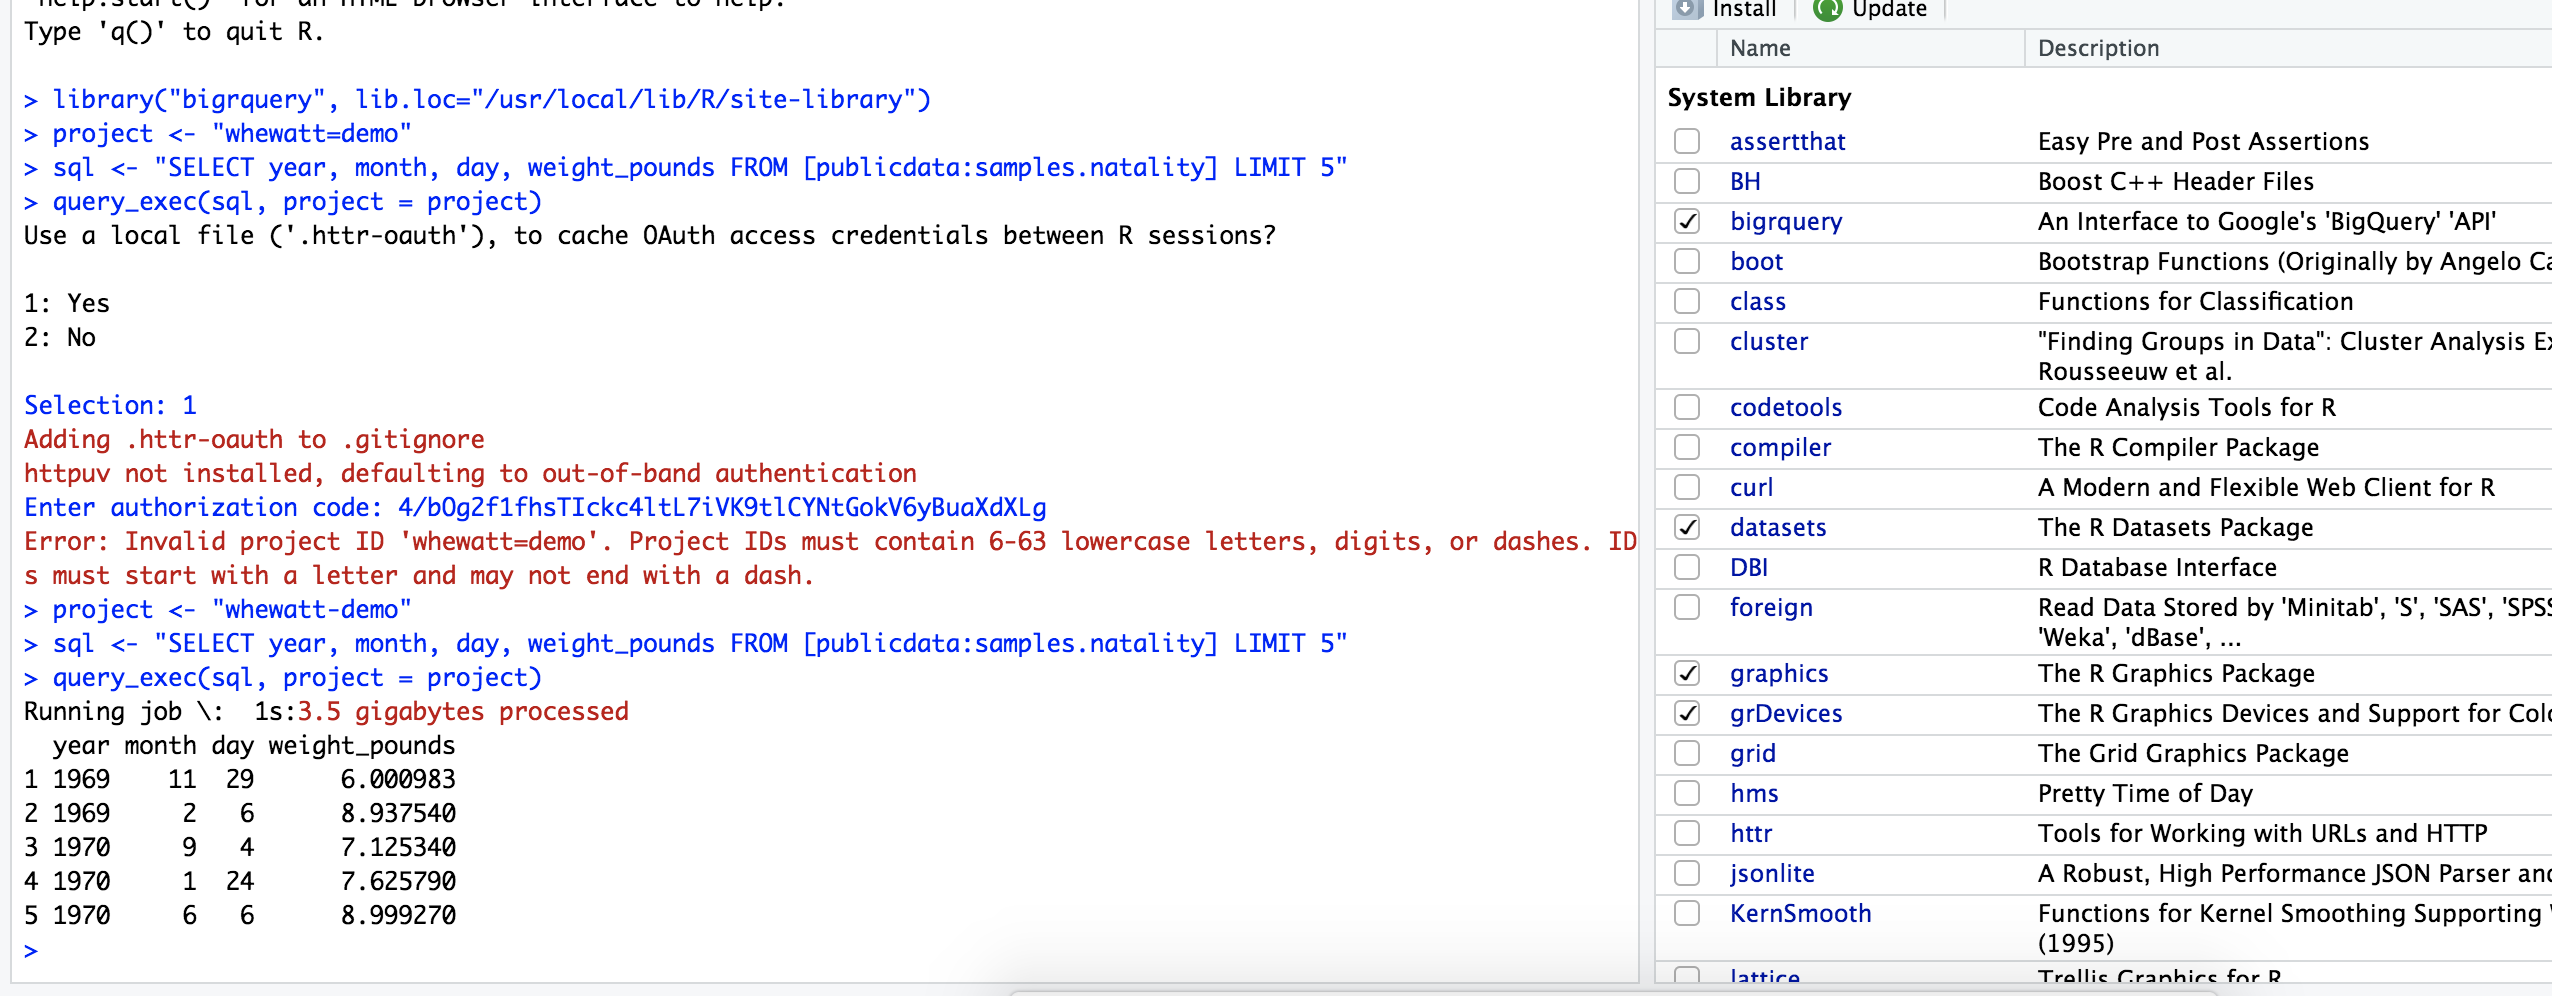 'help.start()' for an HTML browser interface to help.
Type 'q()' to quit R.
> library("bigrquery", lib.loc="/usr/local/lib/R/site-library")
> project <- "whewatt=demo"
> sql <- "SELECT year, month, day, weight_pounds FROM [publicdata:samples.natality] LIMIT 5"
> query_exec(sql, project = project)
Use a local file ('.httr-oauth'), to cache OAuth access credentials between R sessions?
1: Yes
2: No
Selection: 1
Adding .httr-oauth to .gitignore
httpuv not installed, defaulting to out-of-band authentication
Enter authorization code: 4/bOg2f1fhsTIckc4ltL7iVK9tlCYNtGokV6yBuaXdXLg
Error: Invalid project ID 'whewatt=demo'. Project IDs must contain 6-63 lowercase letters, digits, or dashes. ID
s must start with a letter and may not end with a dash.
> project <- "whewatt-demo"
> sql <- "SELECT year, month, day, weight_pounds FROM [publicdata:samples.natality] LIMIT 5"
> query_exec(sql, project = project)
Running job \:  1s:3.5 gigabytes processed
  year month day weight_pounds
1 1969    11  29      6.000983
2 1969     2   6      8.937540
3 1970     9   4      7.125340
4 1970     1  24      7.625790
5 1970     6   6      8.999270
>
Install Update
Name Description
System Library
assertthat Easy Pre and Post Assertions
BH Boost C++ Header Files
bigrquery An Interface to Google's 'BigQuery' 'API'
boot Bootstrap Functions (Originally by Angelo Ca
class Functions for Classification
cluster "Finding Groups in Data": Cluster Analysis Ex
Rousseeuw et al.
codetools Code Analysis Tools for R
compiler The R Compiler Package
curl A Modern and Flexible Web Client for R
datasets The R Datasets Package
DBI R Database Interface
foreign Read Data Stored by 'Minitab', 'S', 'SAS', 'SPSS
'Weka', 'dBase', ...
graphics The R Graphics Package
grDevices The R Graphics Devices and Support for Colo
grid The Grid Graphics Package
hms Pretty Time of Day
httr Tools for Working with URLs and HTTP
jsonlite A Robust, High Performance JSON Parser and
KernSmooth Functions for Kernel Smoothing Supporting
(1995)
lattice Trellis Graphics for R